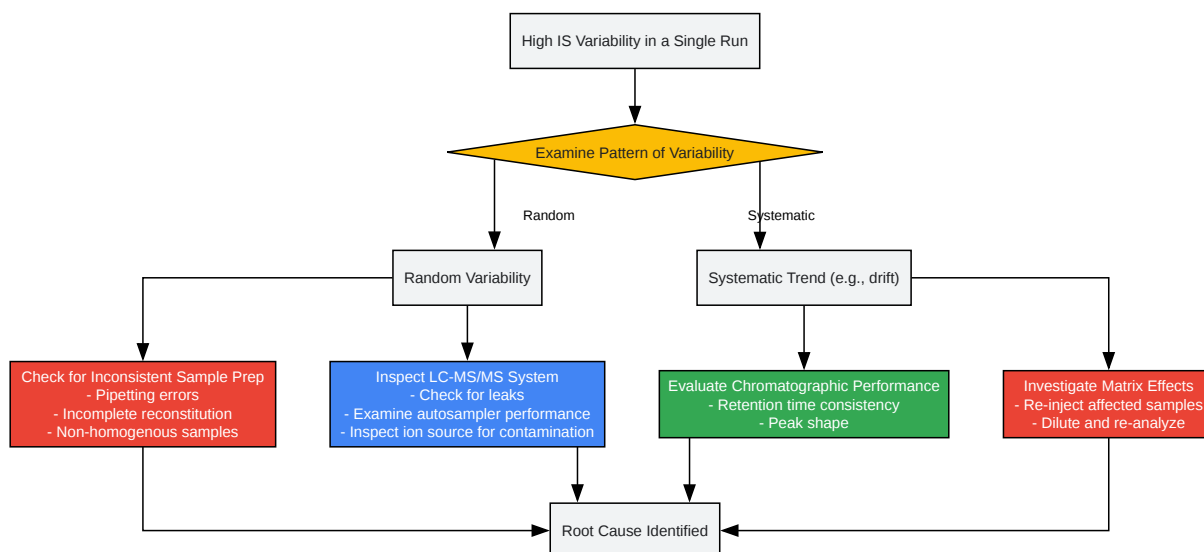 High IS Variability in a Single Run
Examine Pattern of Variability
Random
Systematic
Random Variability
Systematic Trend (e.g., drift)
Check for Inconsistent Sample Prep
- Pipetting errors
- Incomplete reconstitution
- Non-homogenous samples
Inspect LC-MS/MS System
- Check for leaks
- Examine autosampler performance
- Inspect ion source for contamination
Evaluate Chromatographic Performance
- Retention time consistency
- Peak shape
Investigate Matrix Effects
- Re-inject affected samples
- Dilute and re-analyze
Root Cause Identified